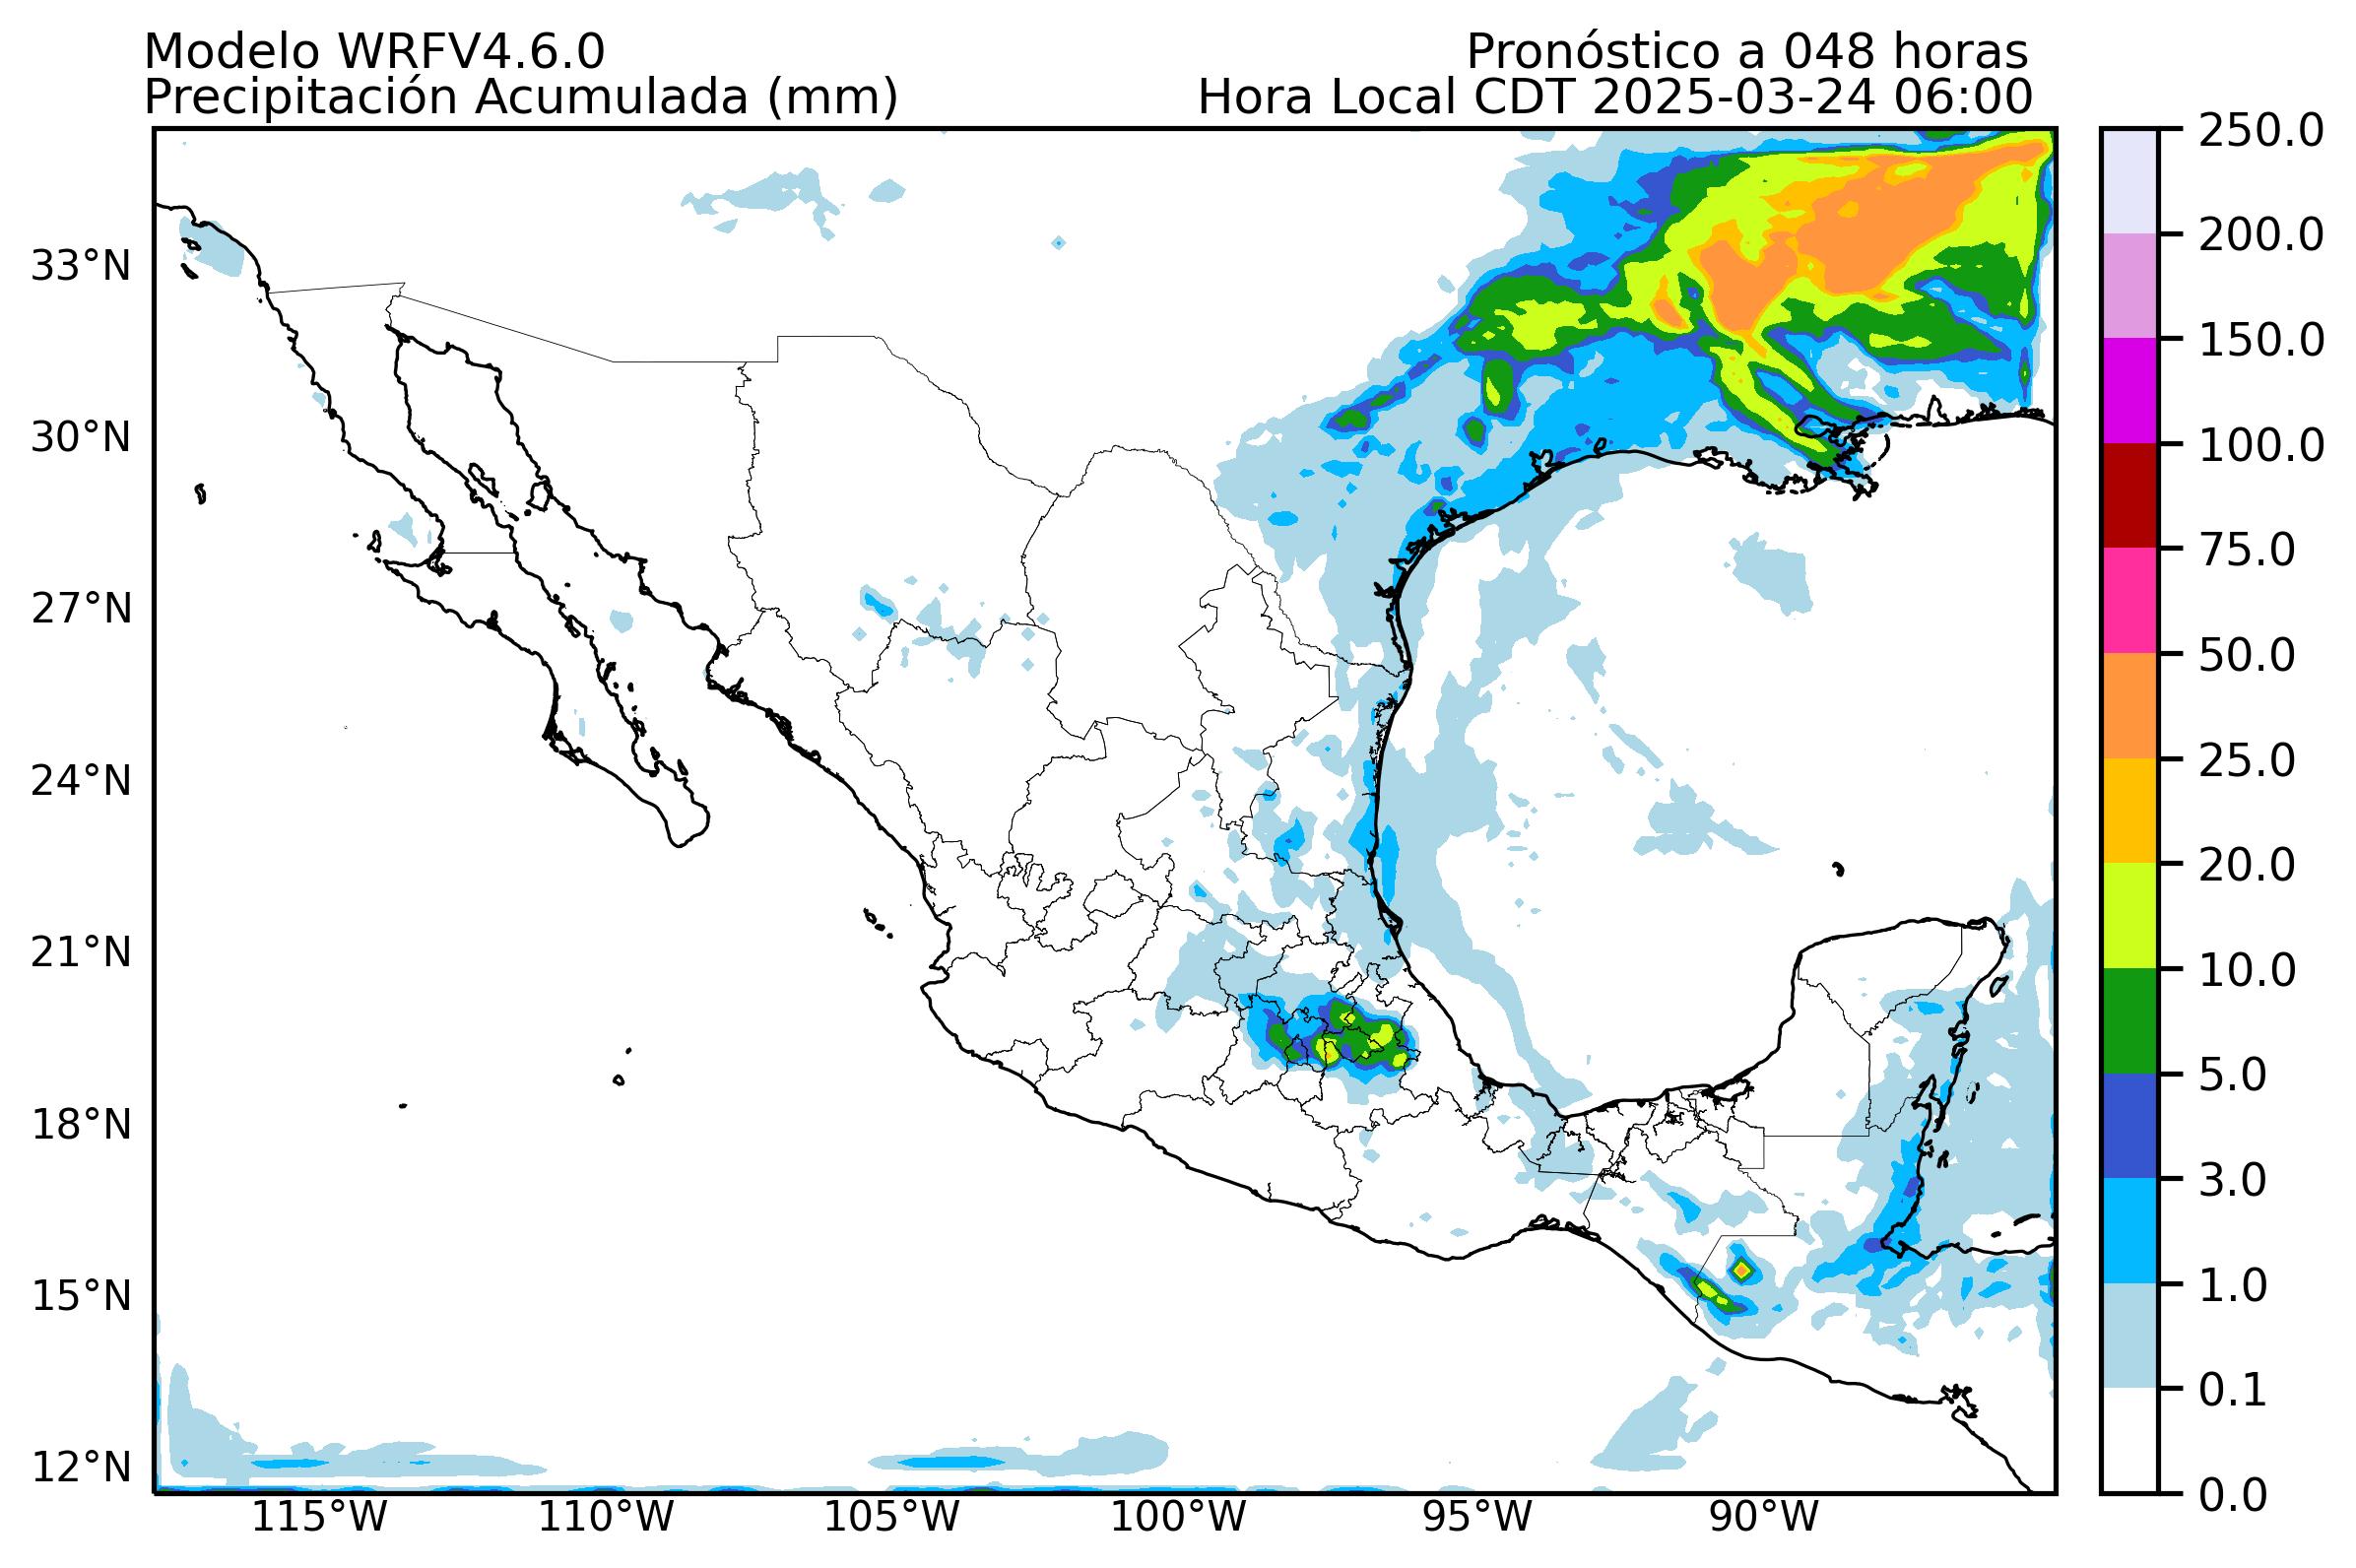 Modelo WRFV4.6.0
Pronóstico a 048 horas
Precipitación Acumulada (mm)
Hora Local CDT 2025-03-24 06:00
33°N
30°N
27°N
24°N
21°N
18°N
15°N
12°N
115°W
110°W
105°W
100°W
95°W
90°W
250.0
200.0
150.0
100.0
75.0
50.0
25.0
20.0
10.0
5.0
3.0
1.0
0.1
0.0